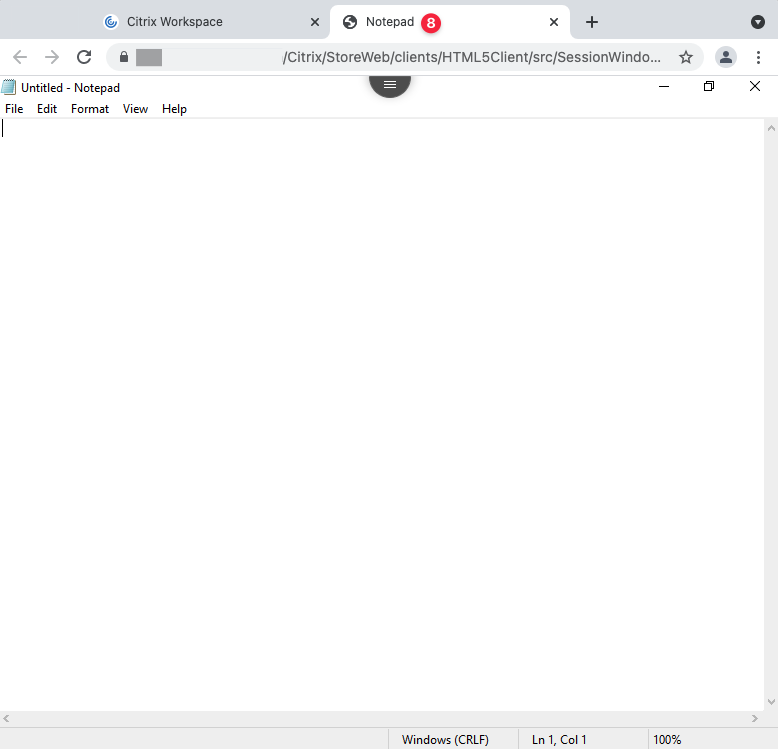 Citrix Workspace
Notepad 8
/Citrix/StoreWeb/clients/HTML5Client/src/SessionWindo...
Untitled - Notepad
File Edit Format View Help
Windows (CRLF) Ln 1, Col 1 100%